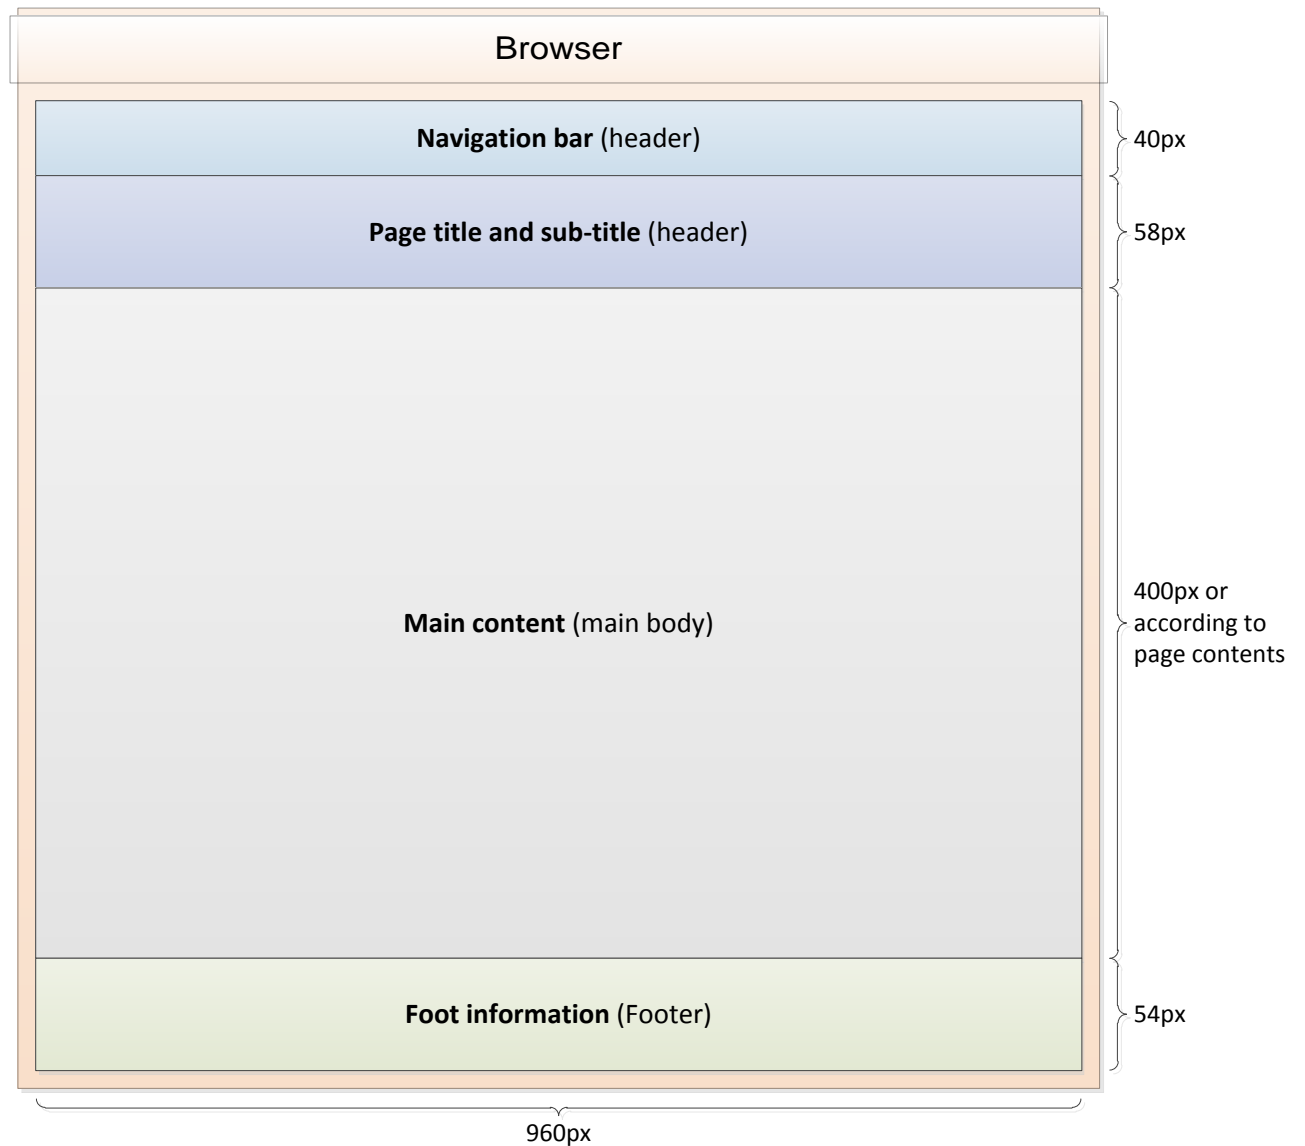 Browser
Navigation bar (header)
40px
Page title and sub-title (header)
58px
Main content (main body)
400px or
according to
page contents
Foot information (Footer)
54px
960px